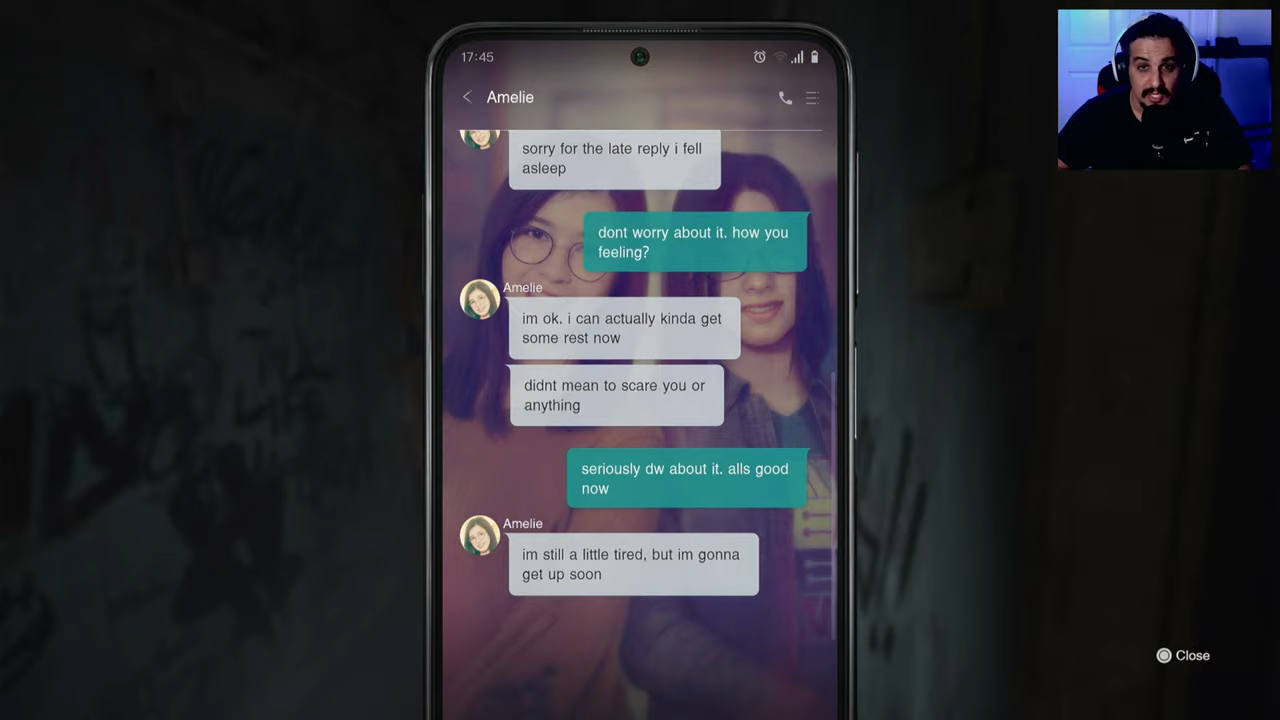 17:45
Amelie
sorry for the late reply i fell
asleep
dont worry about it. how you
feeling?
Amelie
im ok. i can actually kinda get
some rest now
didnt mean to scare you or
anything
seriously dw about it. alls good
now
Amelie
im still a little tired, but im gonna
get up soon
Close